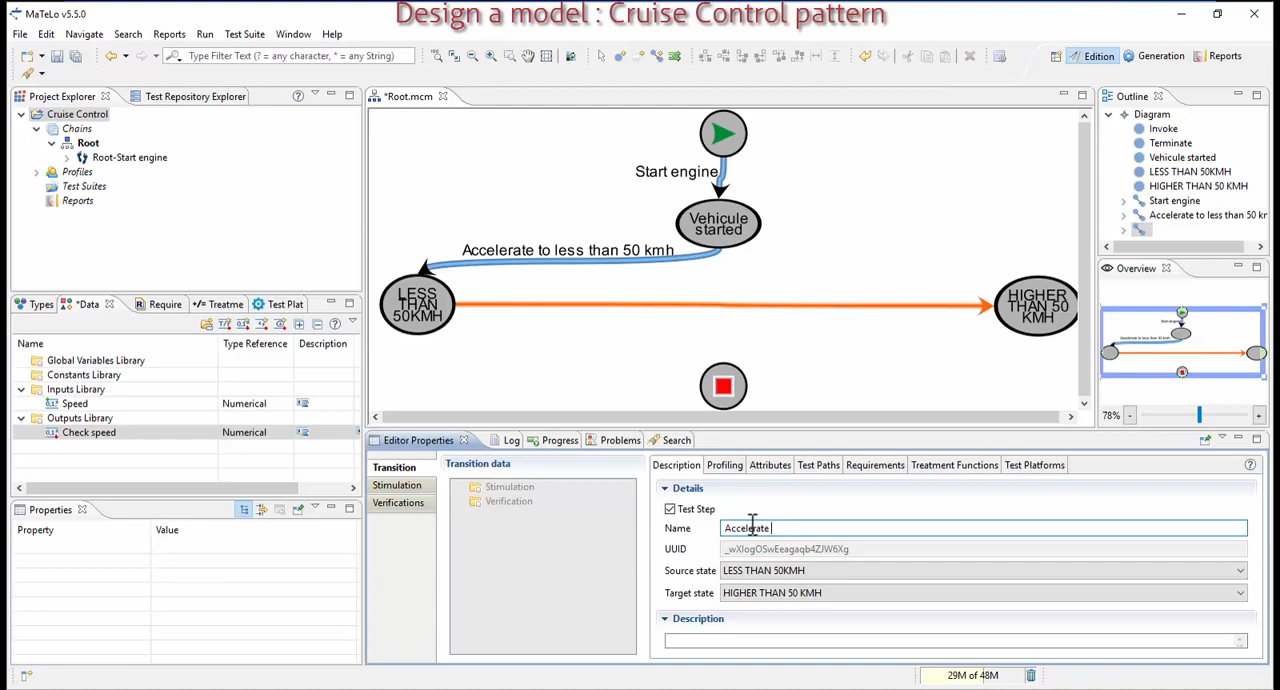 Design a model : Cruise Control pattern
MaTeLo v5.5.0
File Edit Navigate Search Reports Run Test Suite Window Help
Type Filter Text (? = any character, * = any String)
Edition Generation Reports
Project Explorer Test Repository Explorer
Cruise Control
Chains
Root
Root-Start engine
Profiles
Test Suites
Reports
*Root.mcm
Start engine
Vehicule
started
Accelerate to less than 50 kmh
LESS
THAN
50KMH
HIGHER
THAN 50
KMH
Outline
Diagram
Invoke
Terminate
Vehicule started
LESS THAN 50KMH
HIGHER THAN 50 KMH
Start engine
Accelerate to less than 50 kr
Overview
78%
Types *Data Require Treatme Test Plat
Name Type Reference Description
Global Variables Library
Constants Library
Inputs Library
Speed Numerical
Outputs Library
Check speed Numerical
Properties
Property Value
Editor Properties Log Progress Problems Search
Transition
Stimulation
Verifications
Transition data
Stimulation
Verification
Description Profiling Attributes Test Paths Requirements Treatment Functions Test Platforms
Details
Test Step
Name Accelerate
UUID _wXlogOSwEeagaqb4ZJW6Xg
Source state LESS THAN 50KMH
Target state HIGHER THAN 50 KMH
Description
29M of 48M